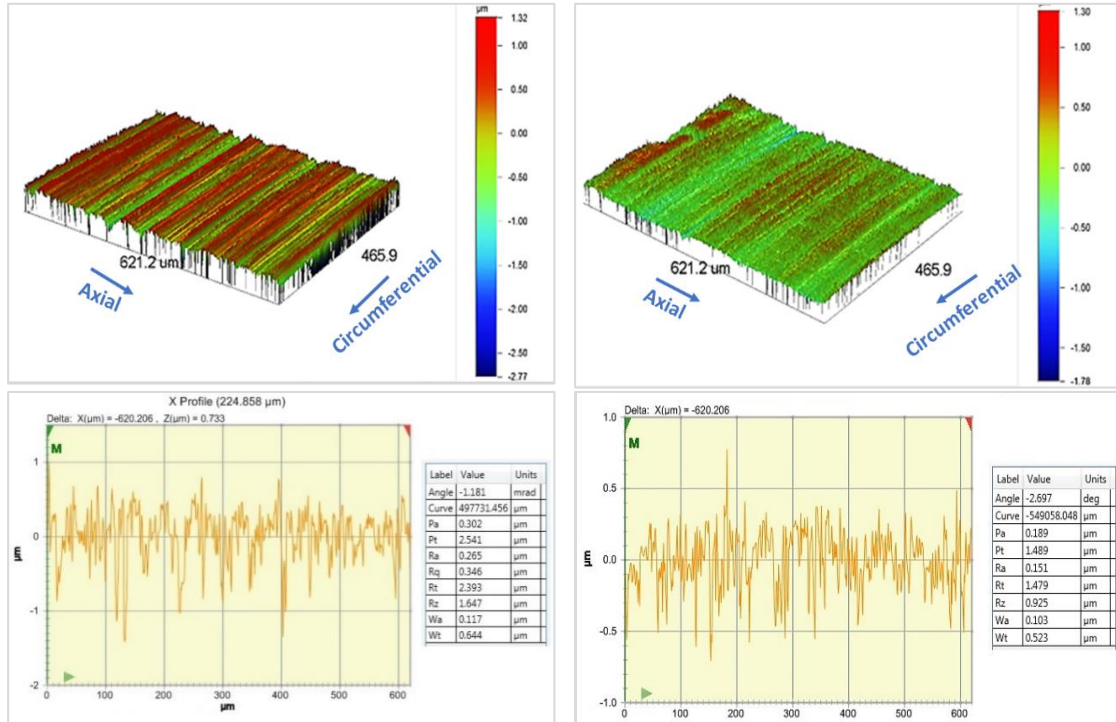 µm
1.32
1.00
0.50
0.00
-0.50
-1.00
-1.50
-2.00
-2.50
-2.77
621.2 um
465.9
Axial
Circumferential
1.30
0.50
0.00
-0.50
-1.00
-1.78
621.2 um
465.9
Axial
Circumferential
X Profile (224.858 µm)
Delta: X(µm) = -620.206 , Z(µm) = 0.733
M
1
0
-1
-2
µm
0 100 200 300 400 500 600
µm
Label Value Units
Angle -1.181 mrad
Curve 497731.456 µm
Pa 0.302 µm
Pt 2.541 µm
Ra 0.265 µm
Rq 0.346 µm
Rt 2.393 µm
Rz 1.647 µm
Wa 0.117 µm
Wt 0.644 µm
Delta: X(µm) = -620.206
M
1.0
0.5
0.0
-0.5
-1.0
µm
0 100 200 300 400 500 600
Label Value Units
Angle -2.697 deg
Curve -549058.048 µm
Pa 0.189 µm
Pt 1.489 µm
Ra 0.151 µm
Rt 1.479 µm
Rz 0.925 µm
Wa 0.103 µm
Wt 0.523 µm